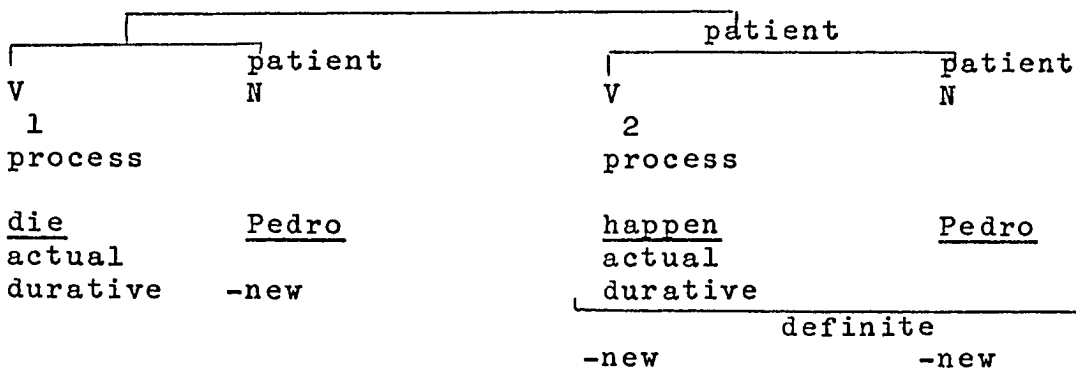 patient
patient patient
V N V N
1 2
process process
die Pedro happen Pedro
actual actual
durative -new durative
definite
-new -new